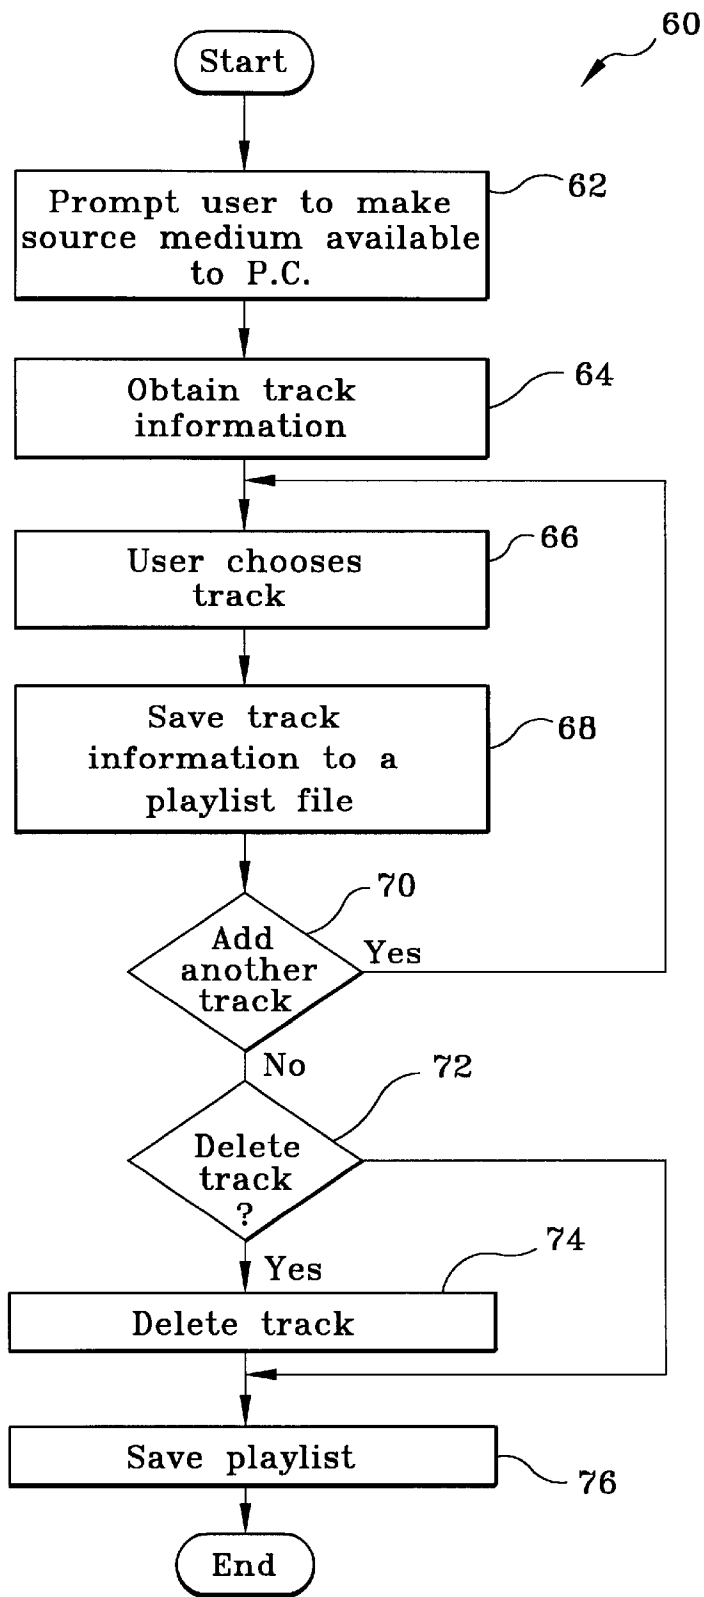 60
Start
62
Prompt user to make
source medium available
to P.C.
64
Obtain track
information
66
User chooses
track
68
Save track
information to a
playlist file
70
Add
another
track
Yes
No
72
Delete
track
?
Yes
74
Delete track
Save playlist
76
End